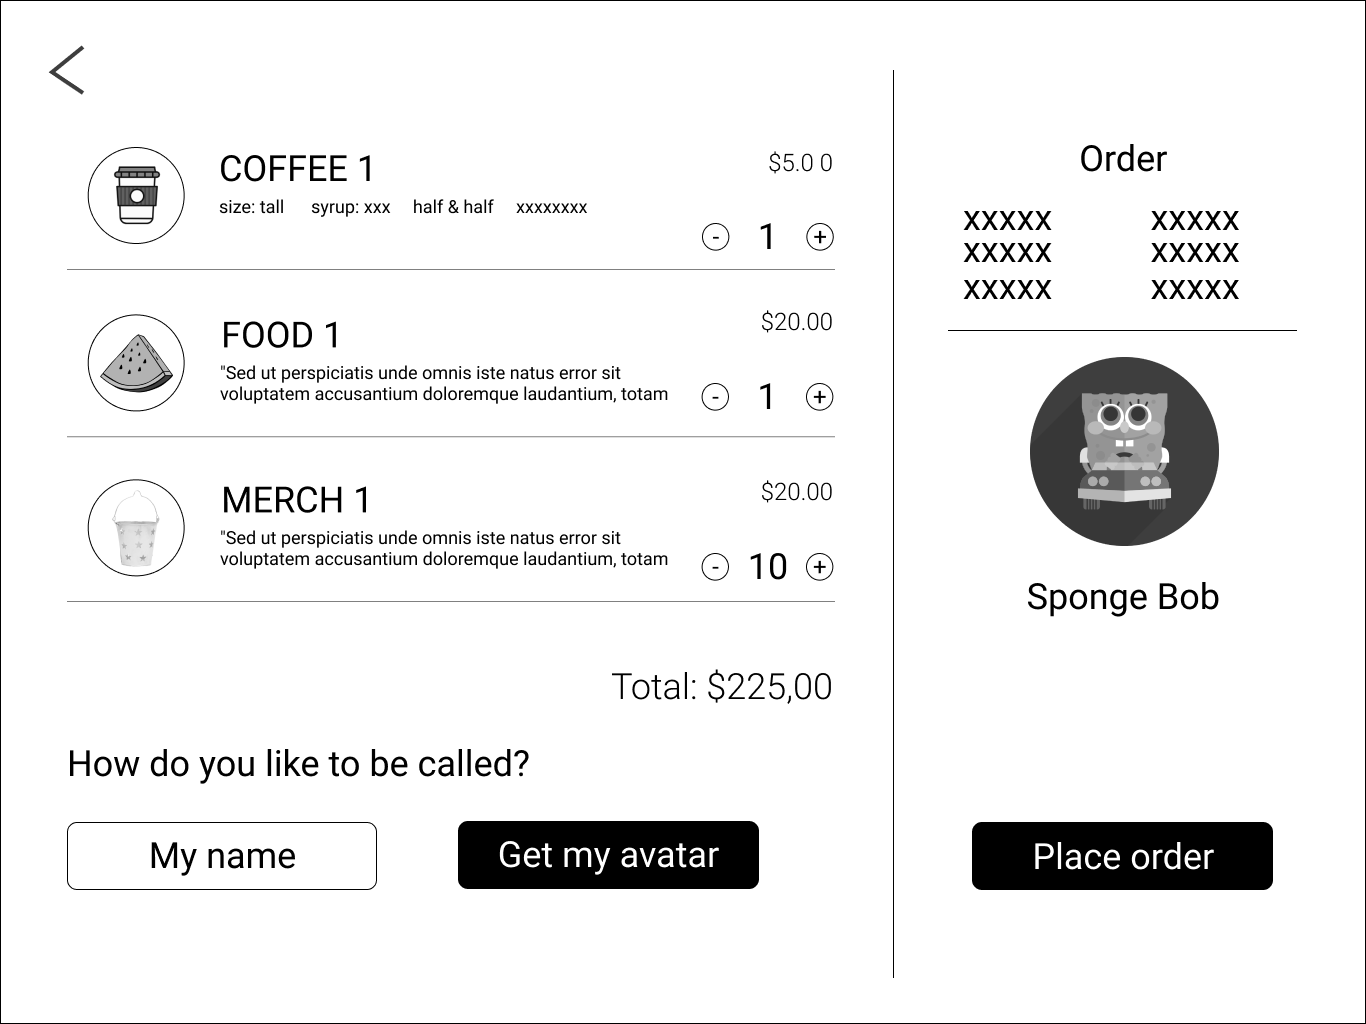 COFFEE 1
$5.0 0
size: tall syrup: xxx half & half xxxxxxxx
- 1 +
FOOD 1
$20.00
"Sed ut perspiciatis unde omnis iste natus error sit
voluptatem accusantium doloremque laudantium, totam
- 1 +
MERCH 1
$20.00
"Sed ut perspiciatis unde omnis iste natus error sit
voluptatem accusantium doloremque laudantium, totam
- 10 +
Total: $225,00
How do you like to be called?
My name
Get my avatar
Order
xxxxx xxxxx
xxxxx xxxxx
xxxxx xxxxx
Sponge Bob
Place order